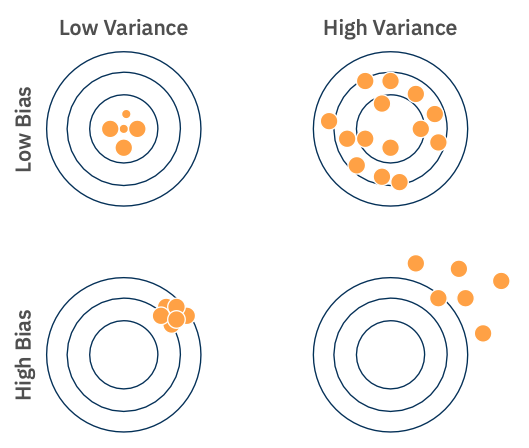 Low Variance
High Variance
Low Bias
High Bias